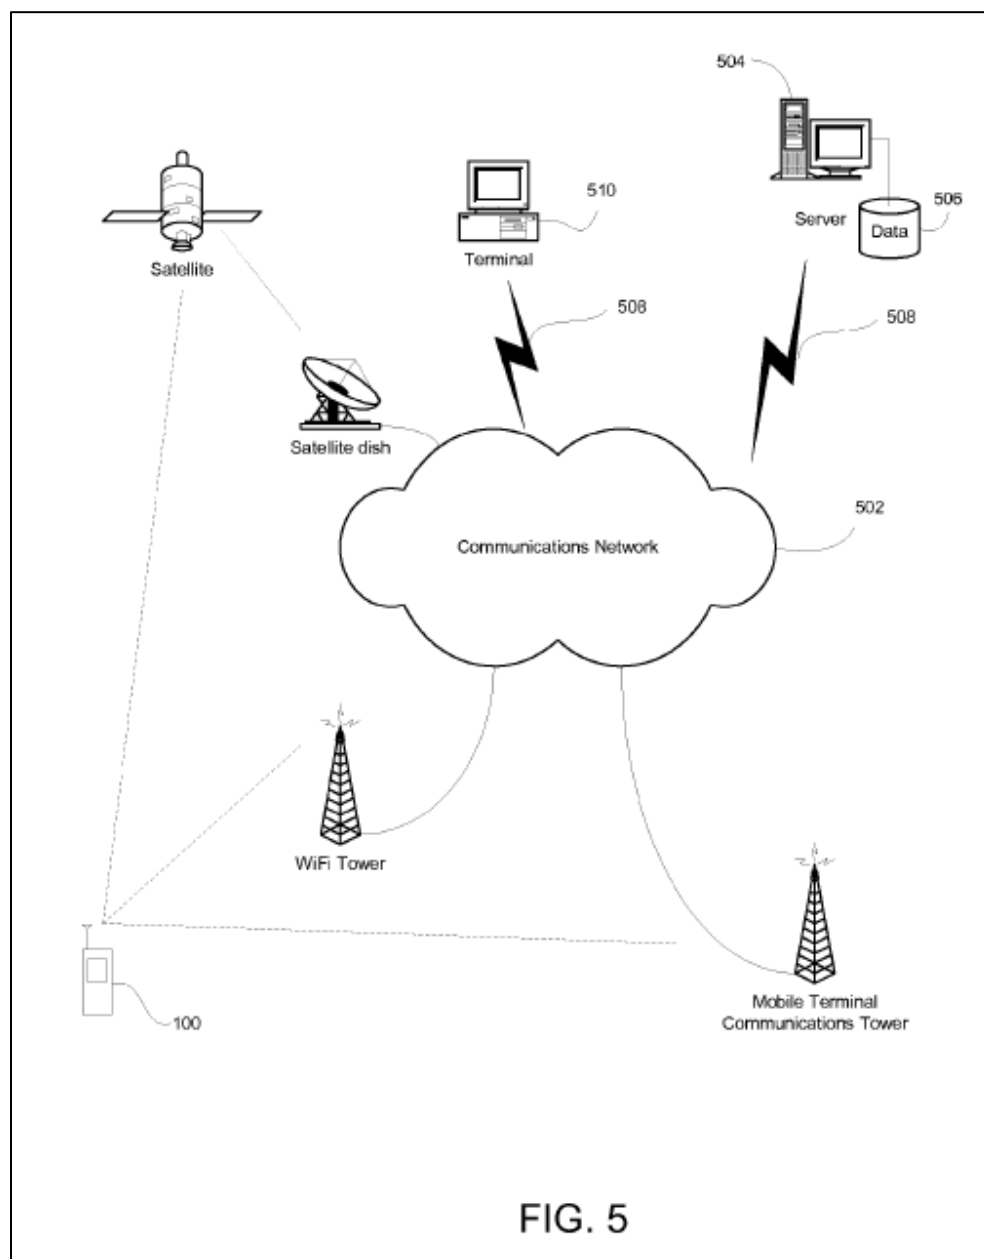 504
510
506
Server
Data
Terminal
Satellite
508
508
Satellite dish
502
Communications Network
WiFi Tower
Mobile Terminal
Communications Tower
100
FIG. 5